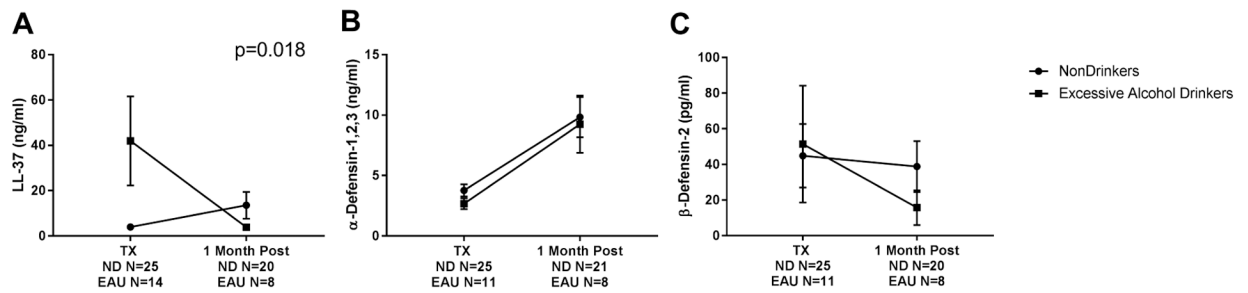 A
p=0.018
LL-37 (ng/ml)
80
60
40
20
0
TX
ND N=25
EAU N=14
1 Month Post
ND N=20
EAU N=8
B
α-Defensin-1,2,3 (ng/ml)
15
10
5
0
TX
ND N=25
EAU N=11
1 Month Post
ND N=21
EAU N=8
C
β-Defensin-2 (pg/ml)
100
80
60
40
20
0
TX
ND N=25
EAU N=11
1 Month Post
ND N=20
EAU N=8
NonDrinkers
Excessive Alcohol Drinkers